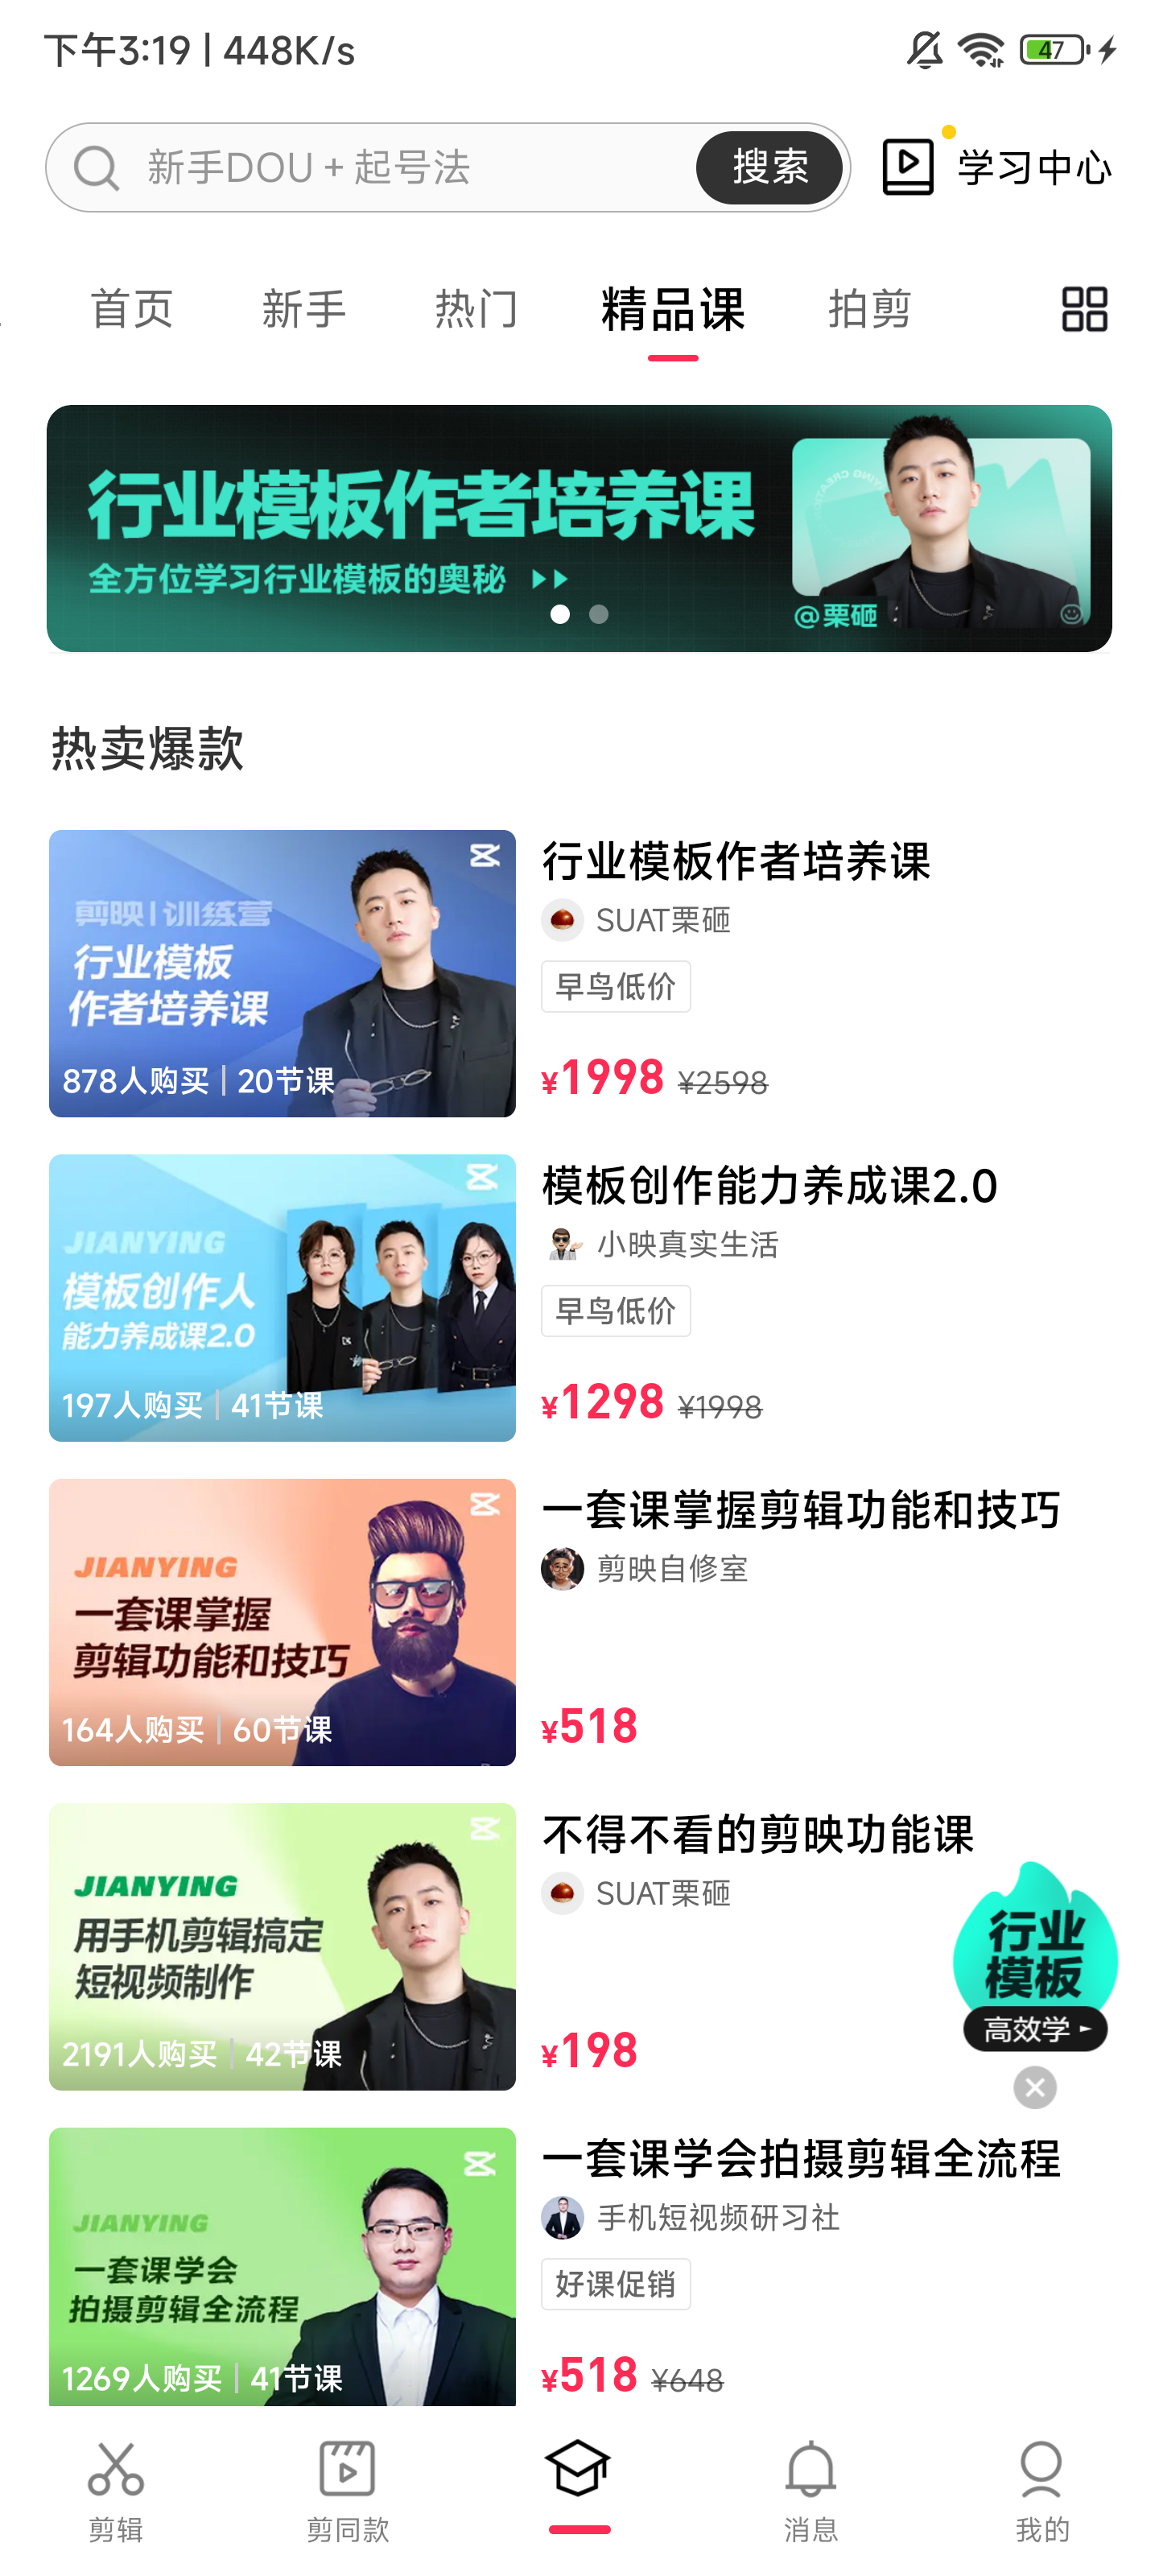 下午3:19 | 448K/s
47
新手DOU + 起号法
搜索
学习中心
首页
新手
热门
精品课
拍剪
行业模板作者培养课
全方位学习行业模板的奥秘
@栗砸
热卖爆款
剪映 | 训练营
行业模板
作者培养课
878人购买 | 20节课
行业模板作者培养课
SUAT栗砸
早鸟低价
¥1998 ¥2598
JIANYING
模板创作人
能力养成课2.0
197人购买 | 41节课
模板创作能力养成课2.0
小映真实生活
早鸟低价
¥1298 ¥1998
JIANYING
一套课掌握
剪辑功能和技巧
164人购买 | 60节课
一套课掌握剪辑功能和技巧
剪映自修室
¥518
JIANYING
用手机剪辑搞定
短视频制作
2191人购买 | 42节课
不得不看的剪映功能课
SUAT栗砸
¥198
行业
模板
高效学
JIANYING
一套课学会
拍摄剪辑全流程
1269人购买 | 41节课
一套课学会拍摄剪辑全流程
手机短视频研习社
好课促销
¥518 ¥648
剪辑
剪同款
消息
我的